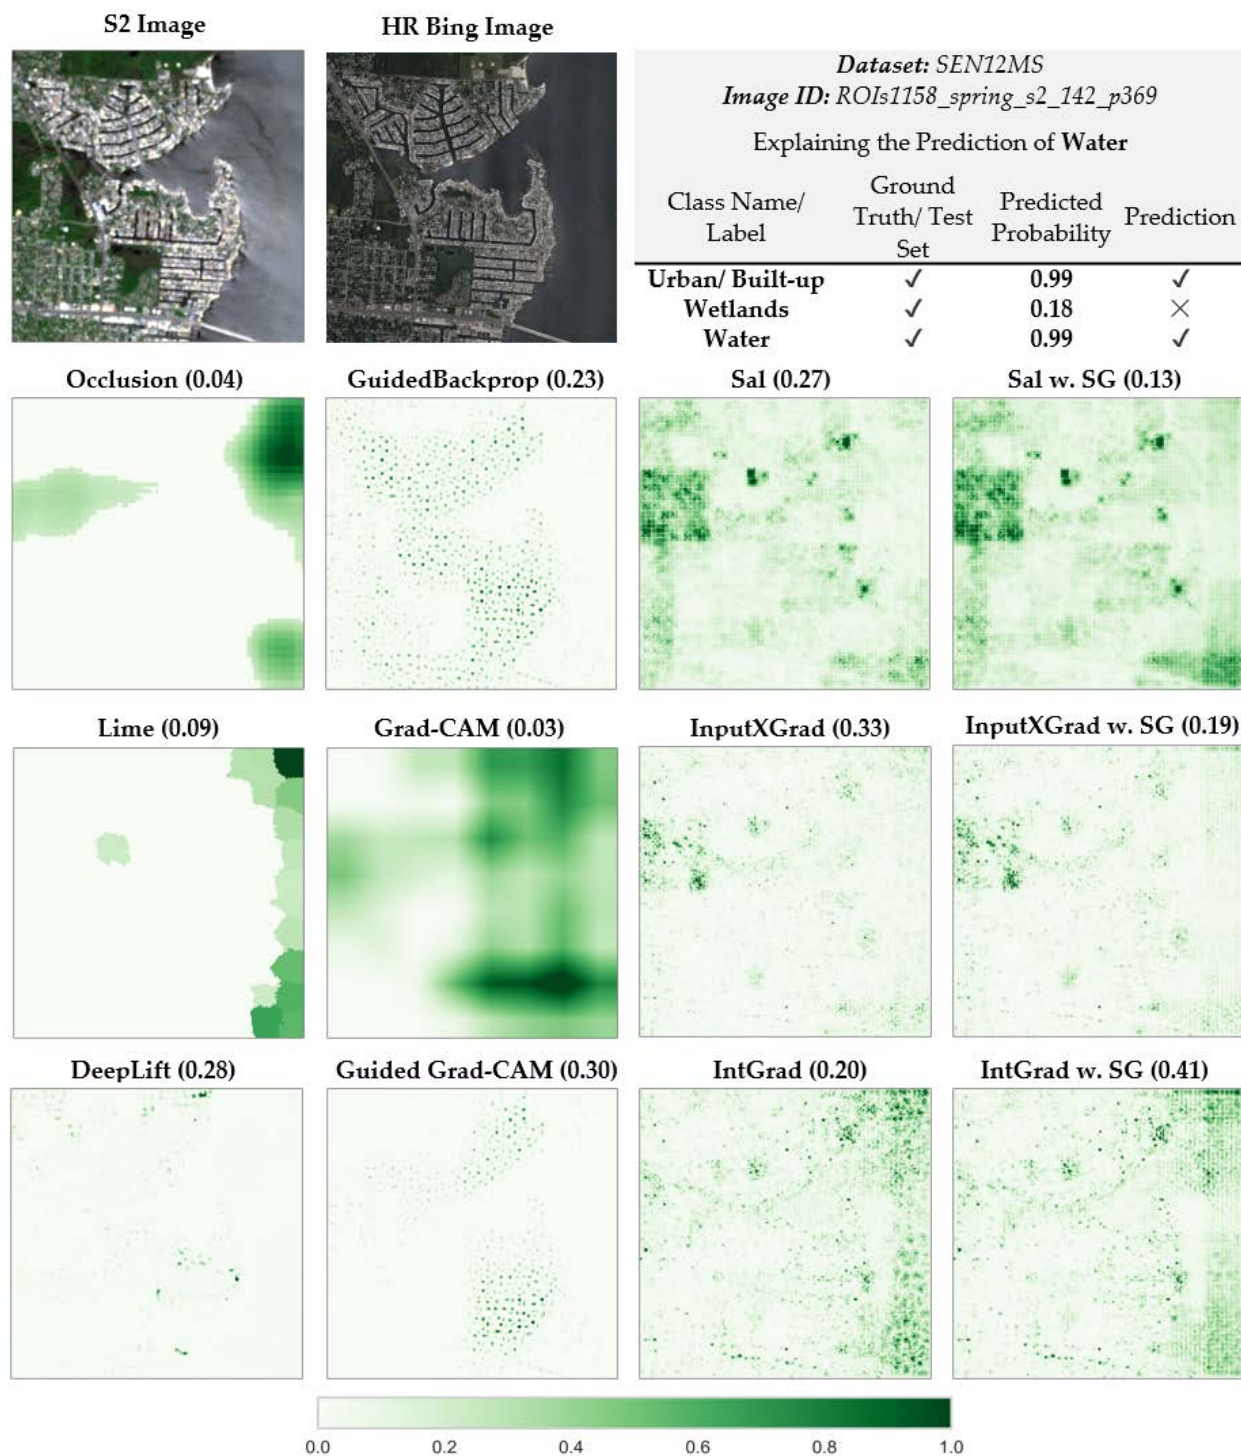 S2 Image
HR Bing Image
Dataset: SEN12MS
Image ID: ROIs1158_spring_s2_142_p369
Explaining the Prediction of Water
Class Name/
Label
Ground
Truth/ Test
Set
Predicted
Probability
Prediction
Urban/ Built-up ✓ 0.99 ✓
Wetlands ✓ 0.18 ×
Water ✓ 0.99 ✓
Occlusion (0.04)
GuidedBackprop (0.23)
Sal (0.27)
Sal w. SG (0.13)
Lime (0.09)
Grad-CAM (0.03)
InputXGrad (0.33)
InputXGrad w. SG (0.19)
DeepLift (0.28)
Guided Grad-CAM (0.30)
IntGrad (0.20)
IntGrad w. SG (0.41)
0.0 0.2 0.4 0.6 0.8 1.0